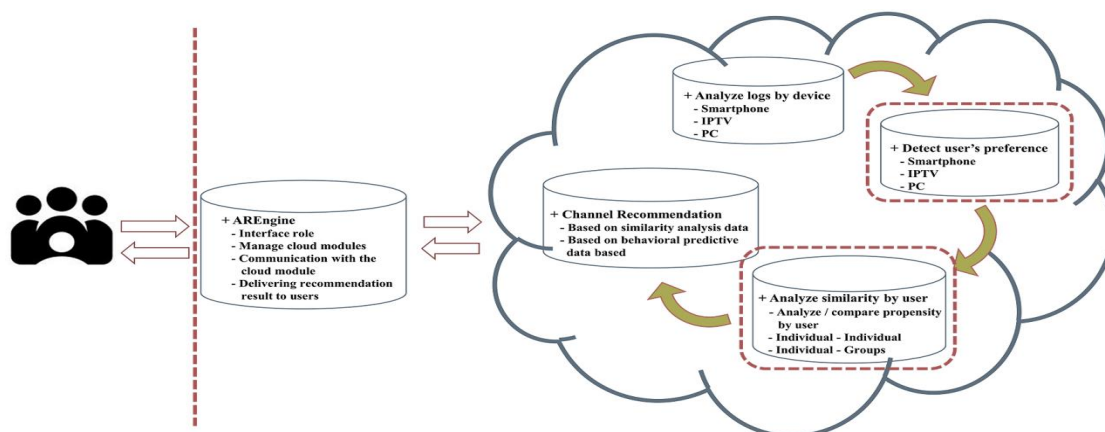 + Analyze logs by device
- Smartphone
- IPTV
- PC
+ Detect user's preference
- Smartphone
- IPTV
- PC
+ AREngine
- Interface role
- Manage cloud modules
- Communication with the
cloud module
- Delivering recommendation
result to users
+ Channel Recommendation
- Based on similarity analysis data
- Based on behavioral predictive
data based
+ Analyze similarity by user
- Analyze / compare propensity
by user
- Individual - Individual
- Individual - Groups